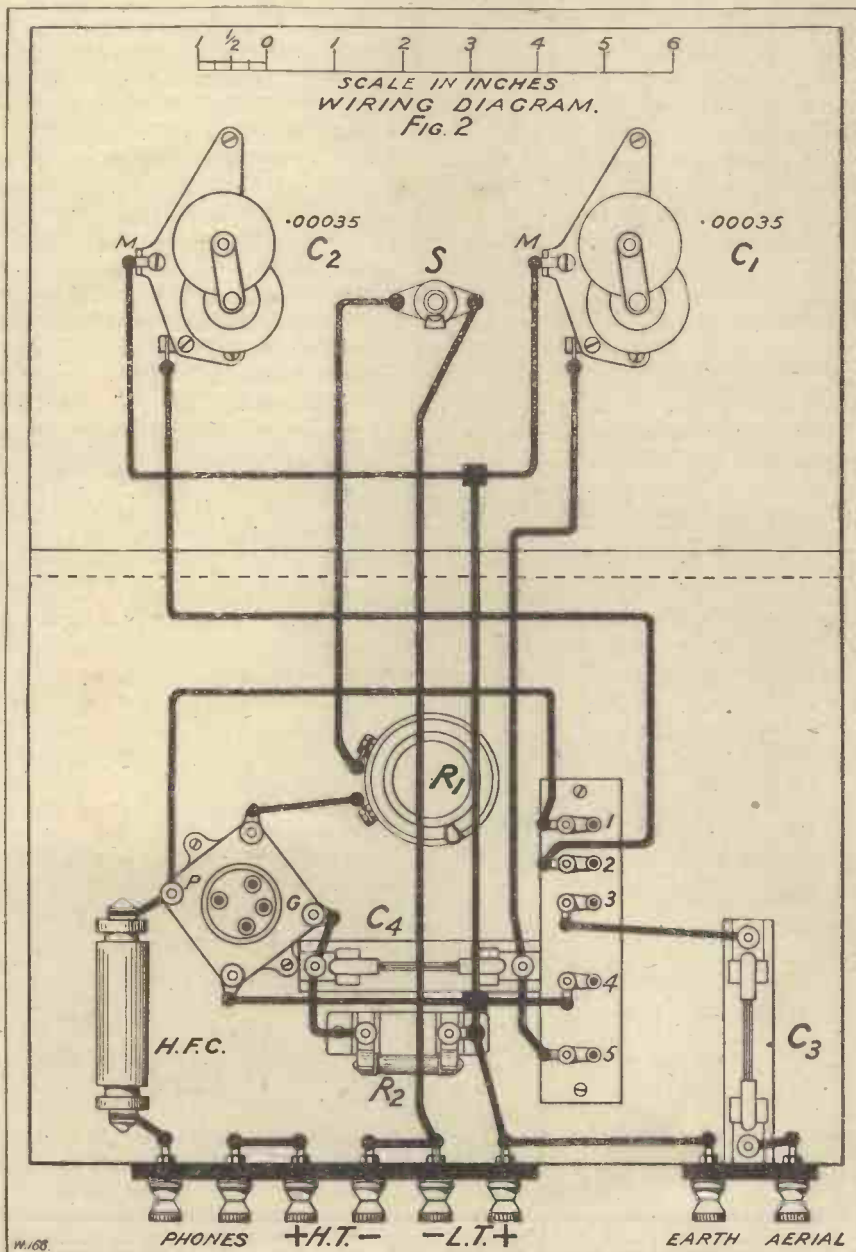 1 ½ 0 1 2 3 4 5 6
SCALE IN INCHES
WIRING DIAGRAM.
FIG. 2
·00035
C2
·00035
C1
M
S
M
R1
1
2
3
4
5
P
G
C4
H.F.C.
R2
C3
PHONES +H.T.- -L.T.+ EARTH AERIAL
W.168.